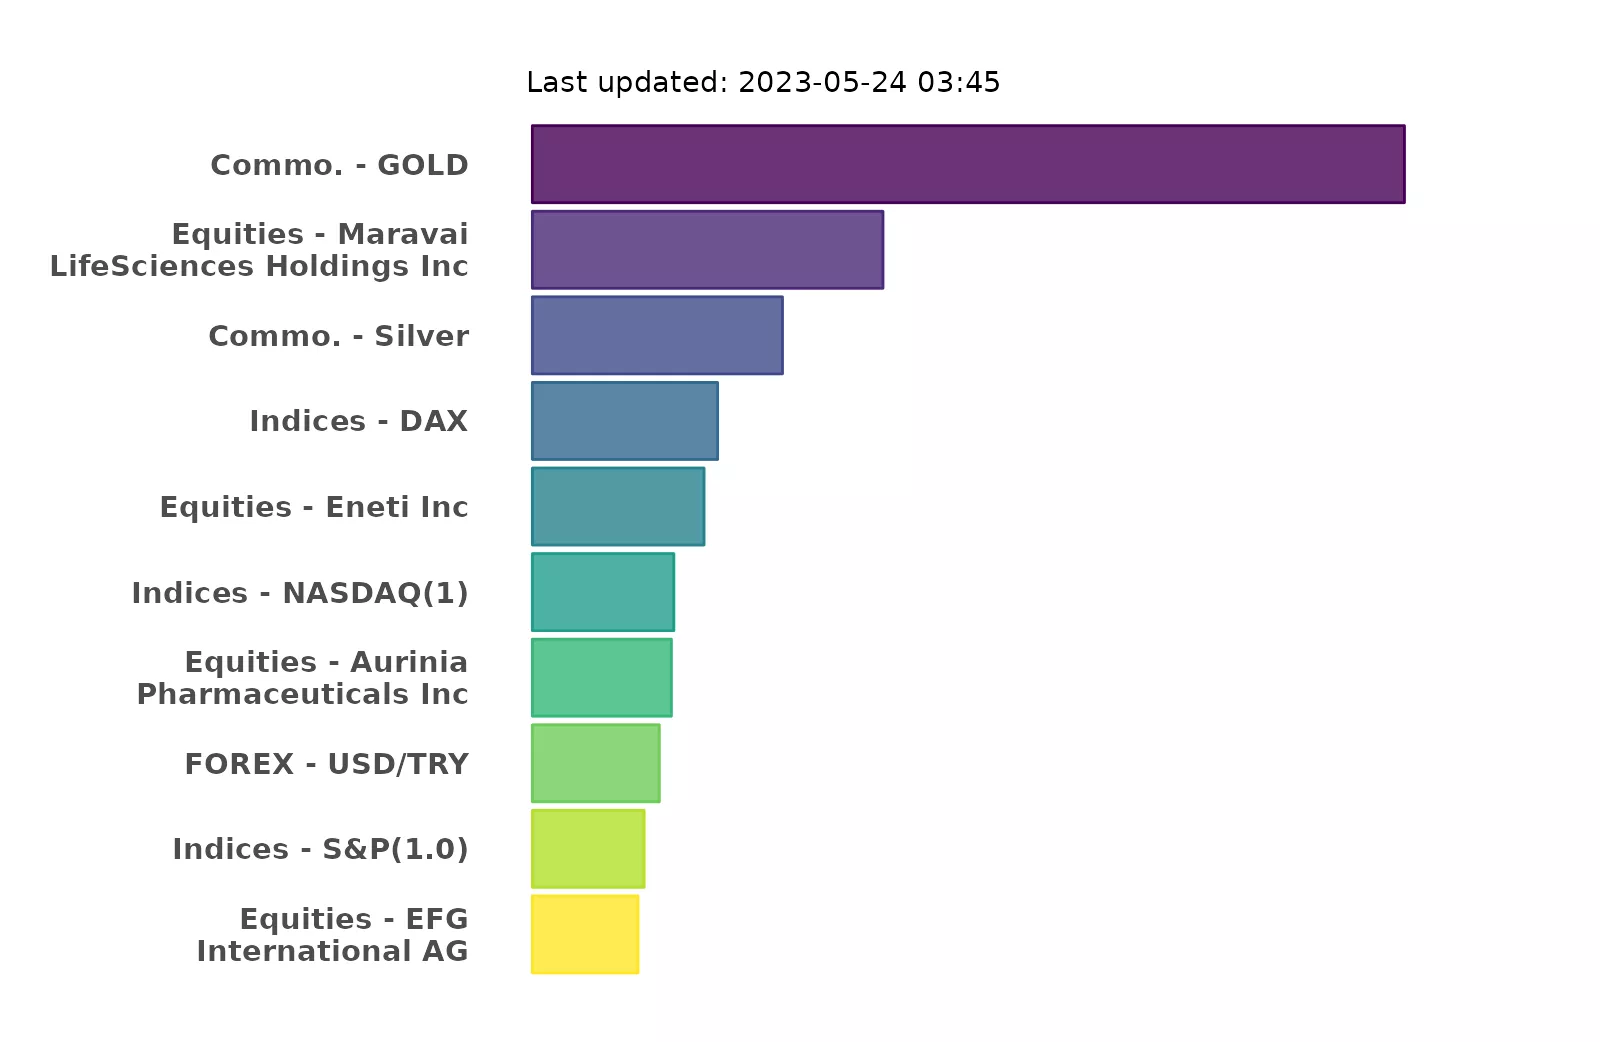 Last updated: 2023-05-24 03:45
Commo. - GOLD
Equities - Maravai
LifeSciences Holdings Inc
Commo. - Silver
Indices - DAX
Equities - Eneti Inc
Indices - NASDAQ(1)
Equities - Aurinia
Pharmaceuticals Inc
FOREX - USD/TRY
Indices - S&P(1.0)
Equities - EFG
International AG